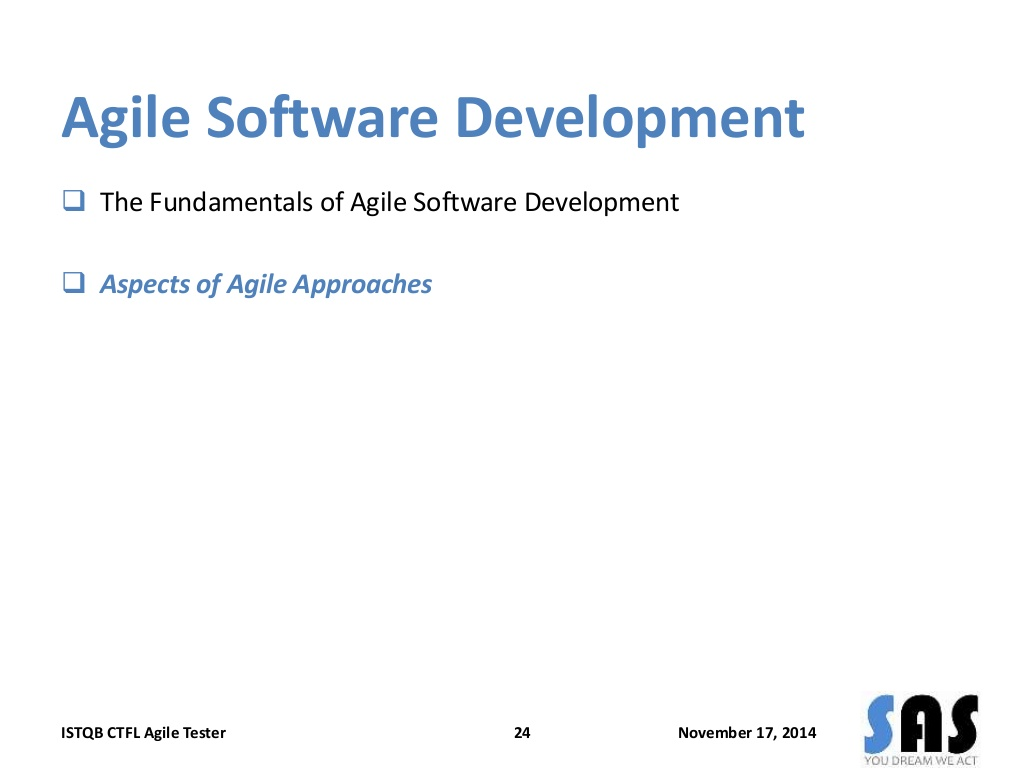 Agile Software Development
❑ The Fundamentals of Agile Software Development
❑ Aspects of Agile Approaches
ISTQB CTFL Agile Tester 24 November 17, 2014
SAS
YOU DREAM WE ACT